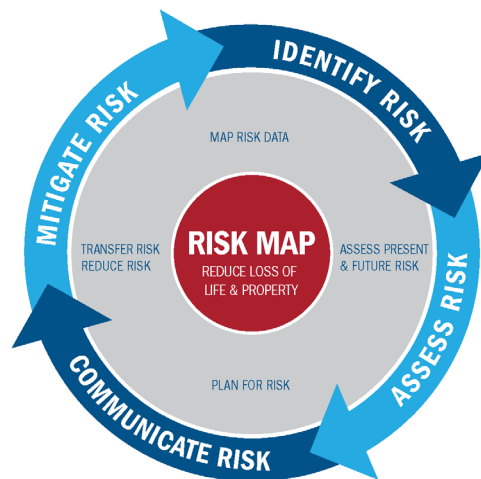 IDENTIFY RISK
ASSESS RISK
COMMUNICATE RISK
MITIGATE RISK
MAP RISK DATA
ASSESS PRESENT
& FUTURE RISK
PLAN FOR RISK
TRANSFER RISK
REDUCE RISK
RISK MAP
REDUCE LOSS OF
LIFE & PROPERTY